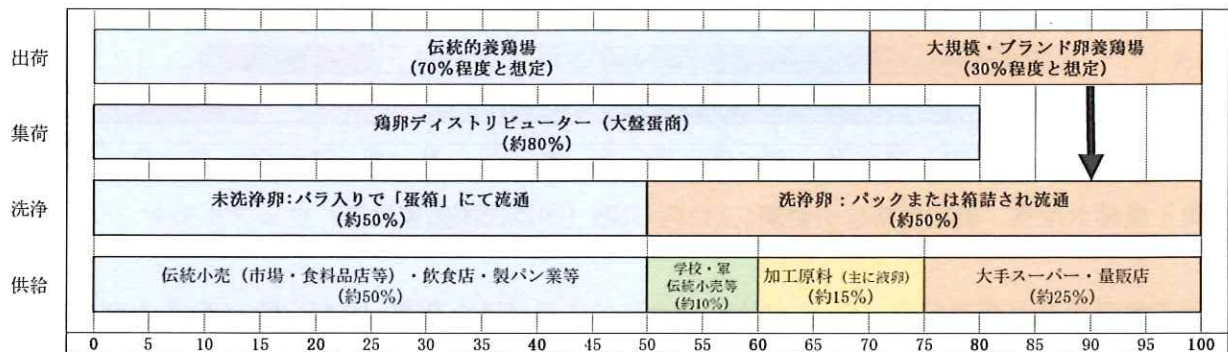 出荷
伝統的養鶏場
(70%程度と想定)
大規模・ブランド卵養鶏場
(30%程度と想定)
集荷
鶏卵ディストリビューター（大盤蛋商）
(約80%)
洗浄
未洗浄卵：バラ入りで「蛋箱」にて流通
(約50%)
洗浄卵：パックまたは箱詰され流通
(約50%)
供給
伝統小売（市場・食料品店等）・飲食店・製パン業等
(約50%)
学校・軍
伝統小売等
(約10%)
加工原料（主に液卵）
(約15%)
大手スーパー・量販店
(約25%)
0 5 10 15 20 25 30 35 40 45 50 55 60 65 70 75 80 85 90 95 100